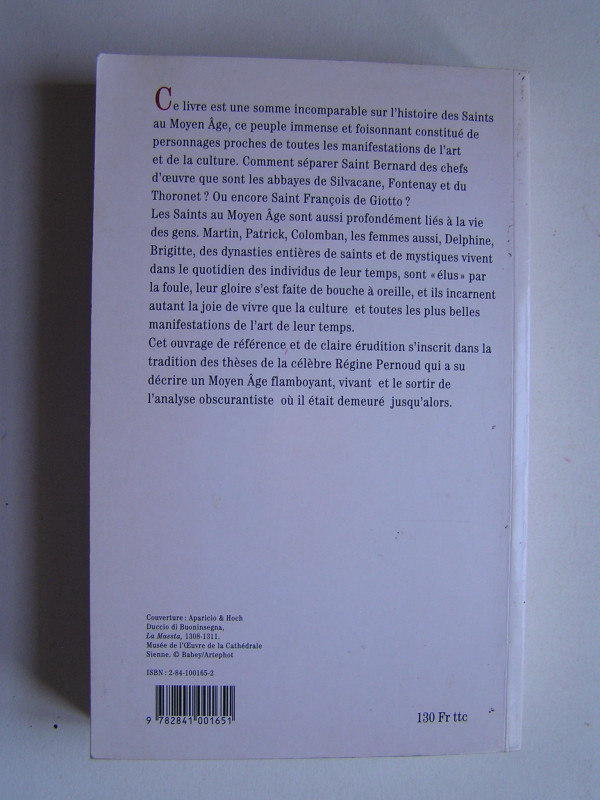 Ce livre est une somme incomparable sur l'histoire des Saints
au Moyen Âge, ce peuple immense et foisonnant constitué de
personnages proches de toutes les manifestations de l'art
et de la culture. Comment séparer Saint Bernard des chefs
d'œuvre que sont les abbayes de Silvacane, Fontenay et du
Thoronet ? Ou encore Saint François de Giotto ?
Les Saints au Moyen Âge sont aussi profondément liés à la vie
des gens. Martin, Patrick, Colomban, les femmes aussi, Delphine,
Brigitte, des dynasties entières de saints et de mystiques vivent
dans le quotidien des individus de leur temps, sont « élus » par
la foule, leur gloire s'est faite de bouche à oreille, et ils incarnent
autant la joie de vivre que la culture et toutes les plus belles
manifestations de l'art de leur temps.
Cet ouvrage de référence et de claire érudition s'inscrit dans la
tradition des thèses de la célèbre Régine Pernoud qui a su
décrire un Moyen Âge flamboyant, vivant et le sortir de
l'analyse obscurantiste où il était demeuré jusqu'alors.
Couverture : Aparicio & Hoch
Duccio di Buoninsegna,
La Maesta, 1308-1311.
Musée de l'Œuvre de la Cathédrale
Sienne. © Babey/Artephot
ISBN : 2-84-100165-2
9 782841 001651
130 Fr ttc